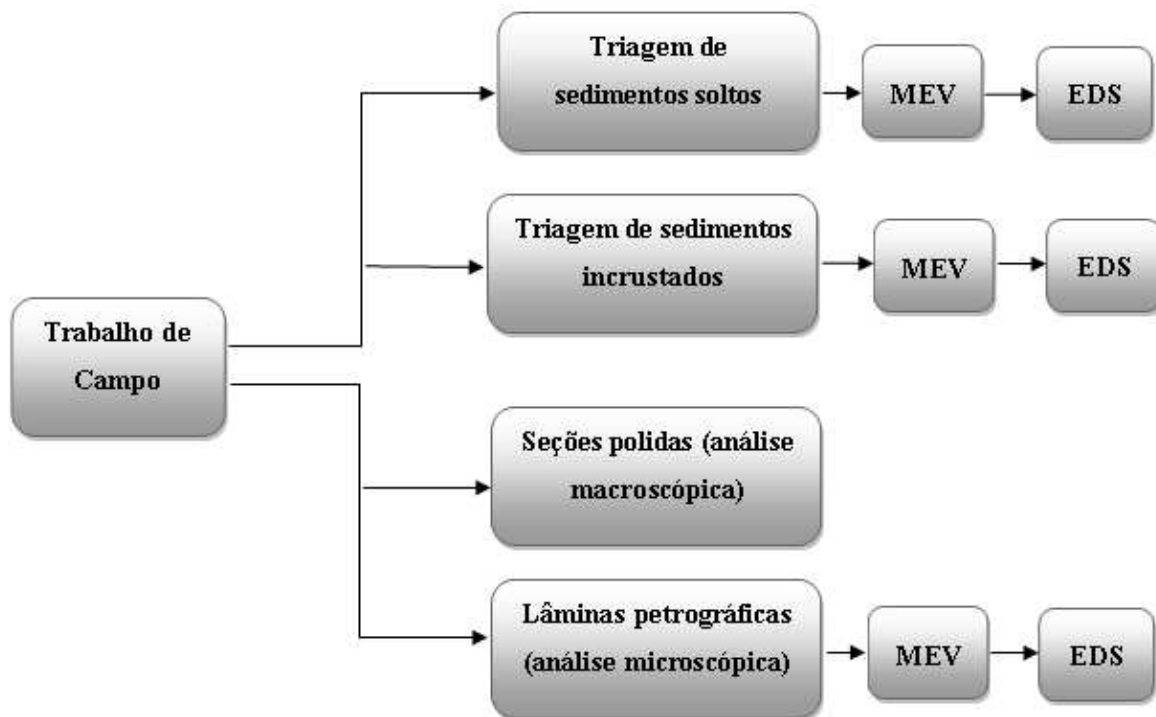 Trabalho de
Campo
Triagem de
sedimentos soltos
MEV
EDS
Triagem de sedimentos
incrustados
MEV
EDS
Seções polidas (análise
macroscópica)
Lâminas petrográficas
(análise microscópica)
MEV
EDS